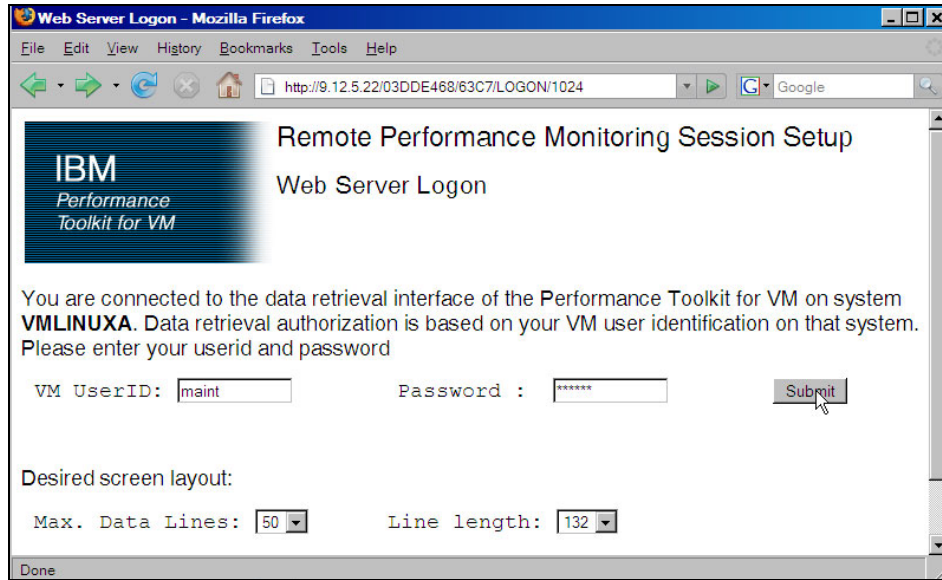 Web Server Logon - Mozilla Firefox
File Edit View History Bookmarks Tools Help
http://9.12.5.22/03DDE468/63C7/LOGON/1024 G Google
IBM
Performance
Toolkit for VM
Remote Performance Monitoring Session Setup
Web Server Logon
You are connected to the data retrieval interface of the Performance Toolkit for VM on system
VMLINUXA. Data retrieval authorization is based on your VM user identification on that system.
Please enter your userid and password
VM UserID: maint Password : ****** Submit
Desired screen layout:
Max. Data Lines: 50 Line length: 132
Done